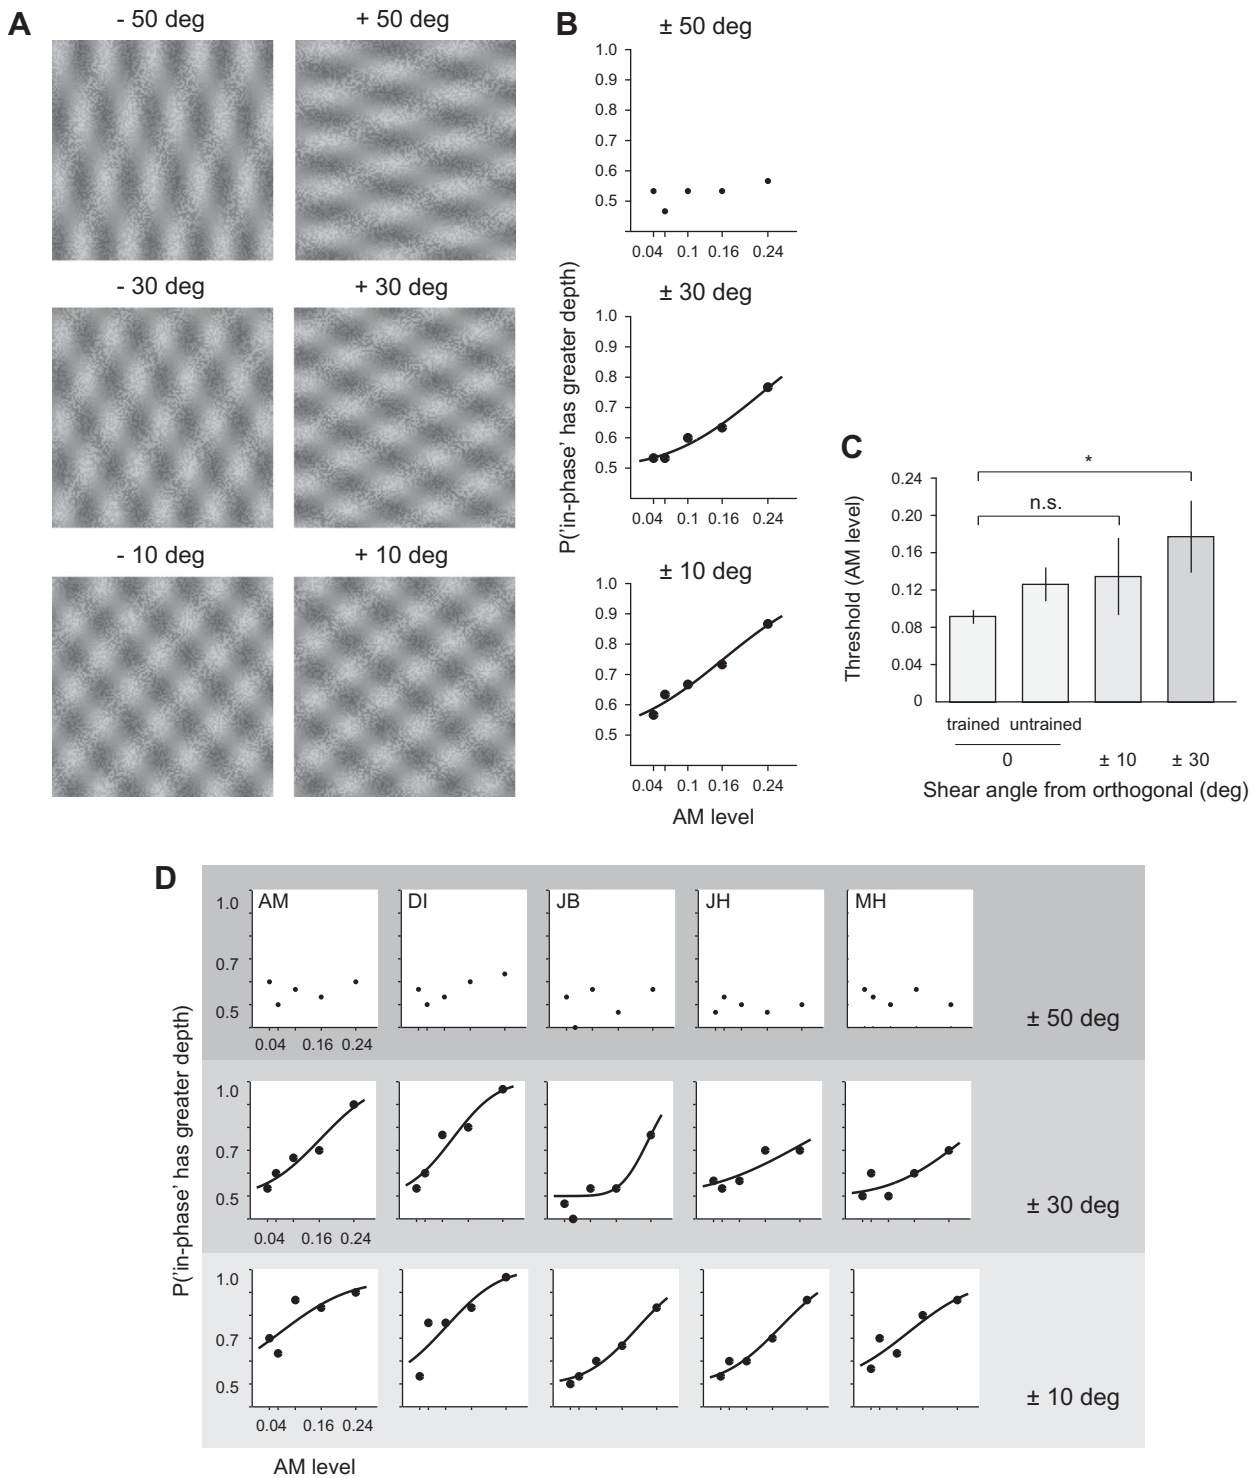 A
- 50 deg
+ 50 deg
- 30 deg
+ 30 deg
- 10 deg
+ 10 deg
B
P('in-phase' has greater depth)
± 50 deg
1.0
0.9
0.8
0.7
0.6
0.5
0.04 0.1 0.16 0.24
± 30 deg
1.0
0.9
0.8
0.7
0.6
0.5
0.04 0.1 0.16 0.24
± 10 deg
1.0
0.9
0.8
0.7
0.6
0.5
0.04 0.1 0.16 0.24
AM level
C
Threshold (AM level)
*
n.s.
0.24
0.20
0.16
0.12
0.08
0.04
0
trained untrained
0 ± 10 ± 30
Shear angle from orthogonal (deg)
D
P('in-phase' has greater depth)
AM DI JB JH MH
1.0
0.7
0.5
0.04 0.16 0.24
± 50 deg
1.0
0.7
0.5
0.04 0.16 0.24
± 30 deg
1.0
0.7
0.5
0.04 0.16 0.24
± 10 deg
AM level